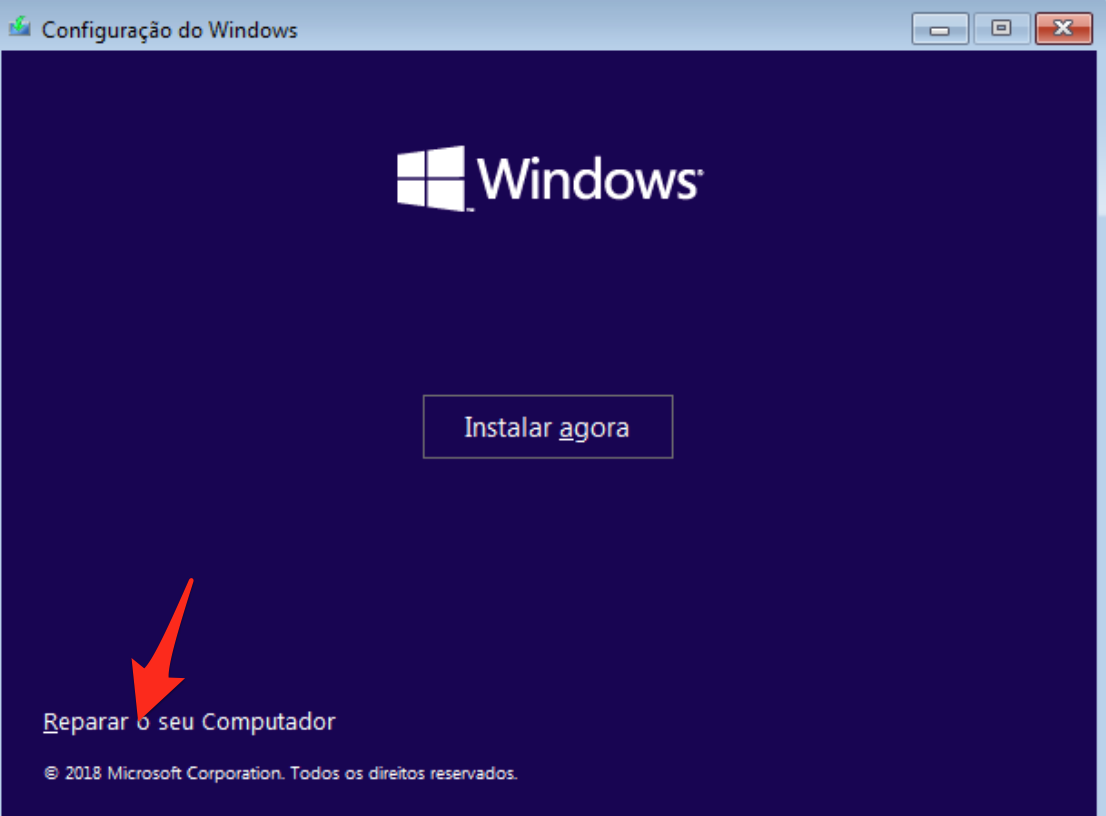 Configuração do Windows
Windows
Instalar agora
Reparar o seu Computador
© 2018 Microsoft Corporation. Todos os direitos reservados.